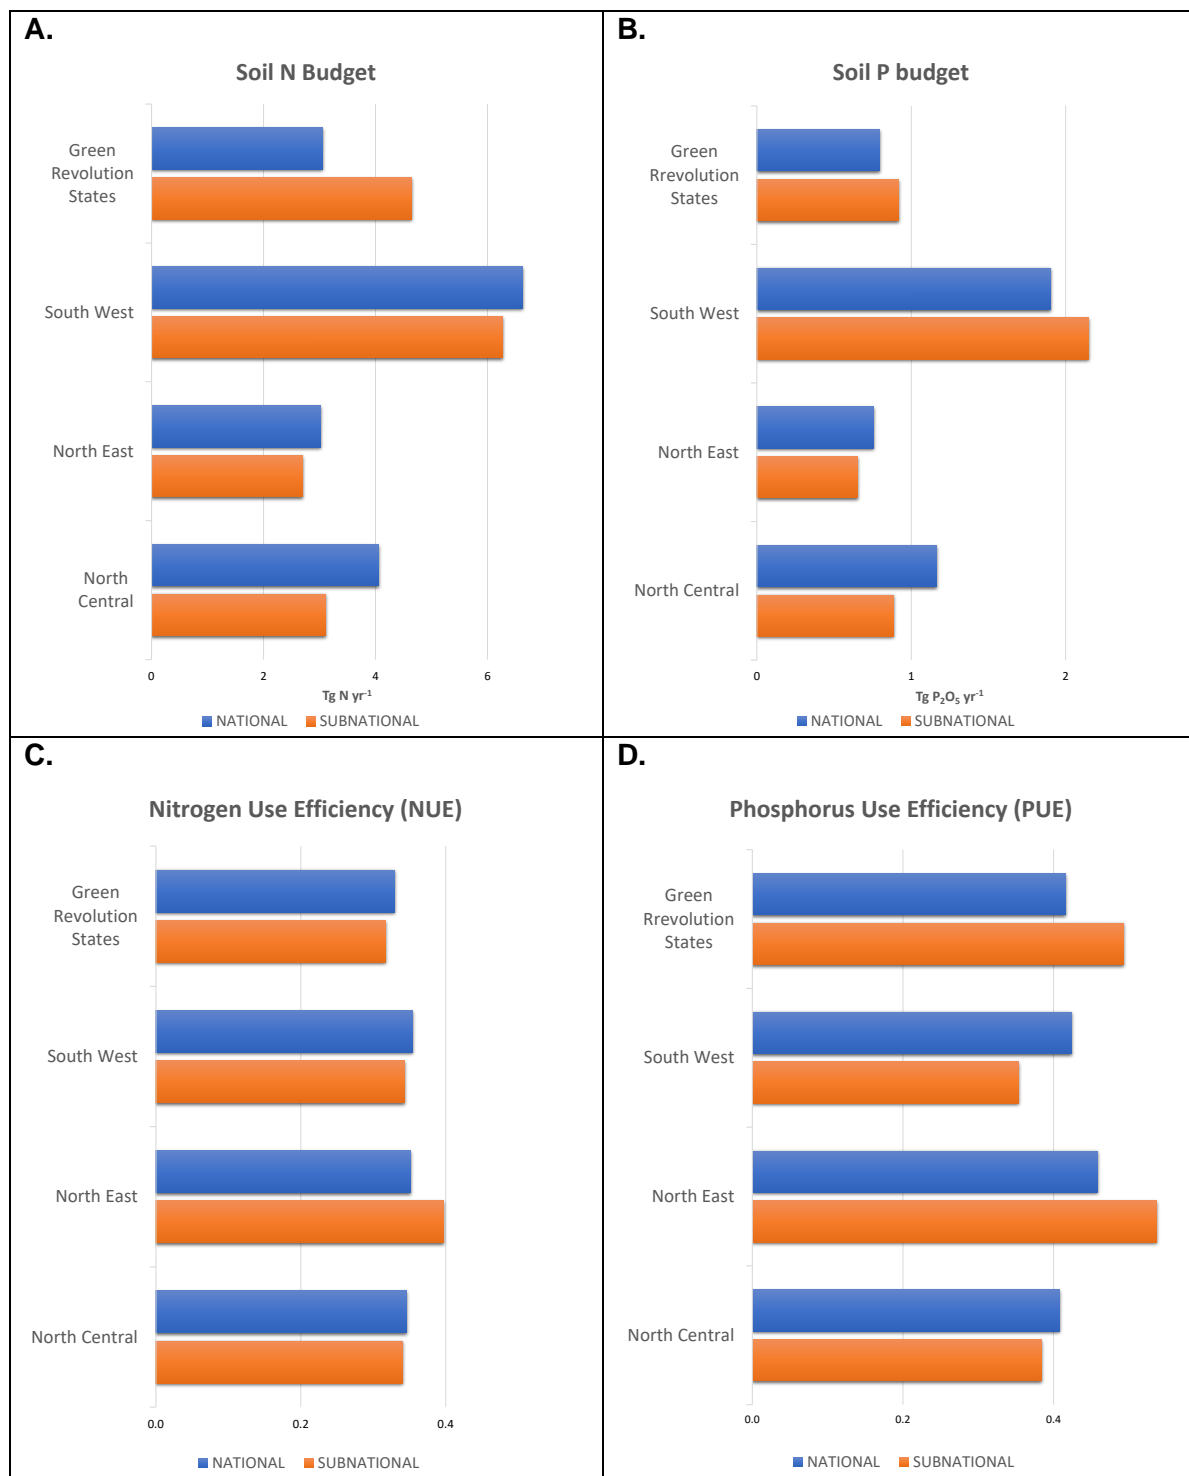 A.
Soil N Budget
Green
Revolution
States
South West
North East
North
Central
0 2 4 6
Tg N yr⁻¹
NATIONAL SUBNATIONAL
B.
Soil P budget
Green
Rrevolution
States
South West
North East
North Central
0 1 2
Tg P₂O₅ yr⁻¹
NATIONAL SUBNATIONAL
C.
Nitrogen Use Efficiency (NUE)
Green
Revolution
States
South West
North East
North Central
0.0 0.2 0.4
NATIONAL SUBNATIONAL
D.
Phosphorus Use Efficiency (PUE)
Green
Rrevolution
States
South West
North East
North Central
0.0 0.2 0.4
NATIONAL SUBNATIONAL